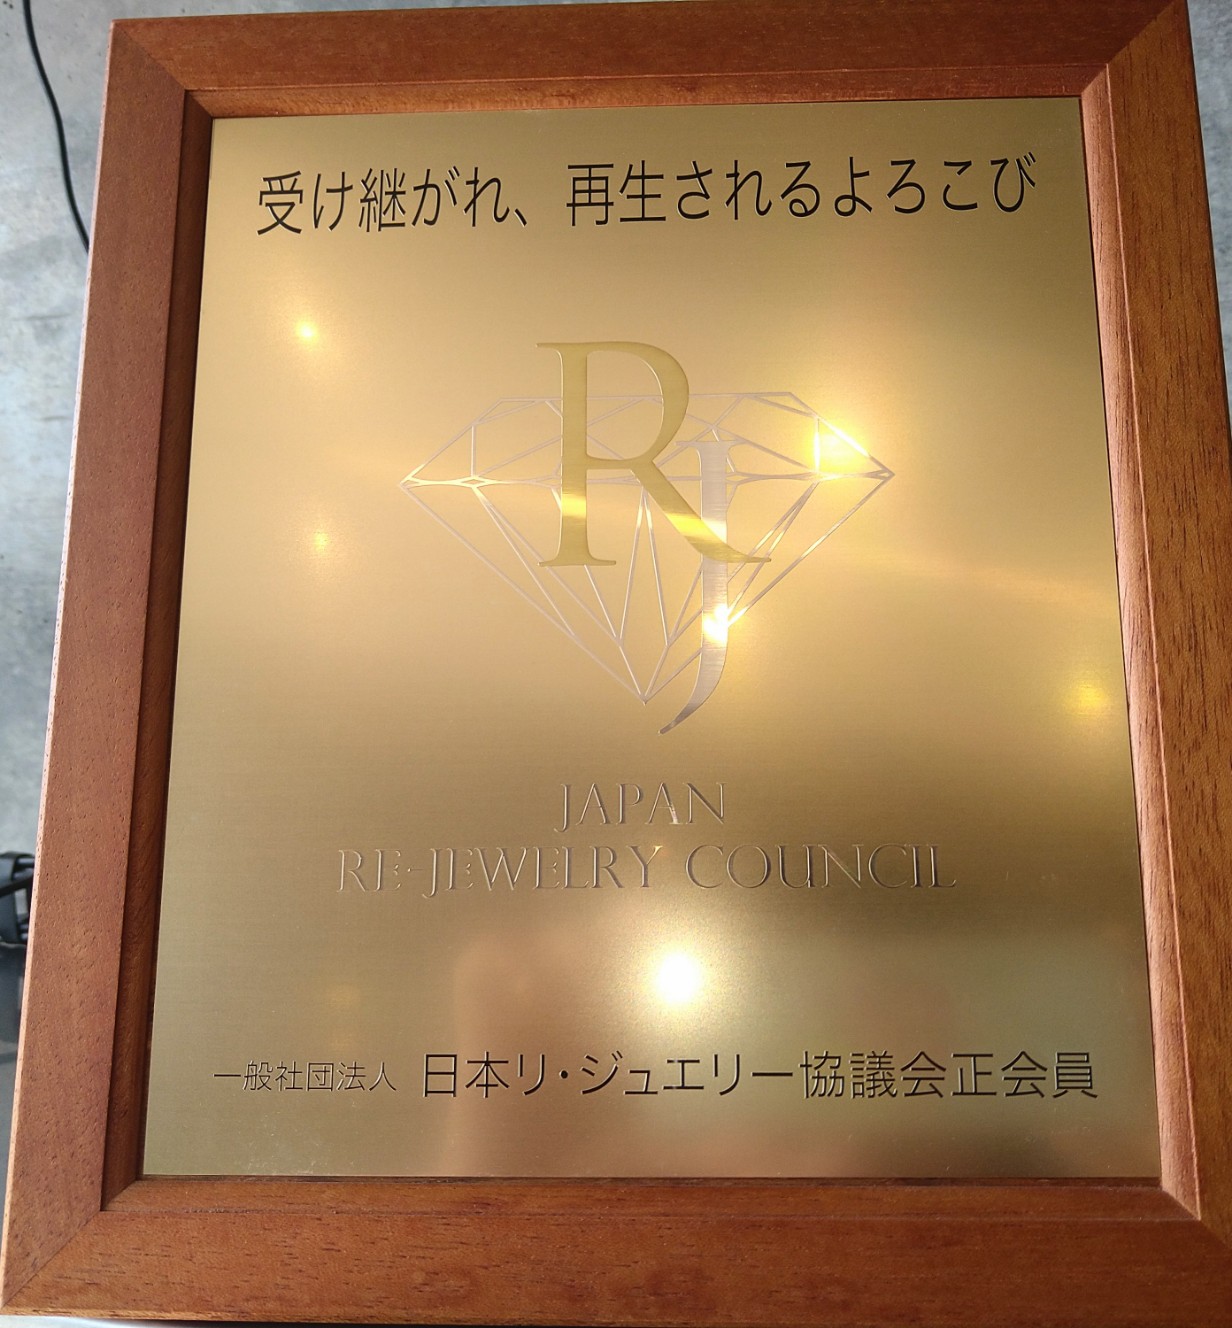 受け継がれ、再生されるよろこび
RJ
JAPAN
RE-JEWELRY COUNCIL
一般社団法人 日本リ・ジュエリー協議会正会員